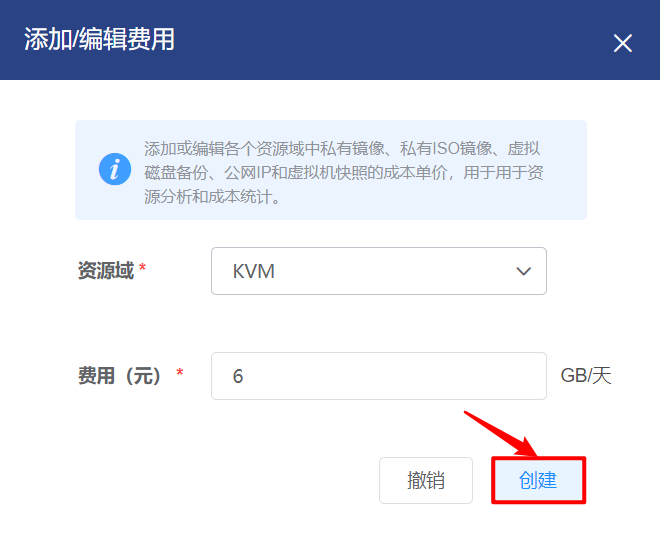 添加/编辑费用
添加或编辑各个资源域中私有镜像、私有ISO镜像、虚拟
磁盘备份、公网IP和虚拟机快照的成本单价，用于用于资
源分析和成本统计。
资源域 *
KVM
费用（元） *
6
GB/天
撤销
创建